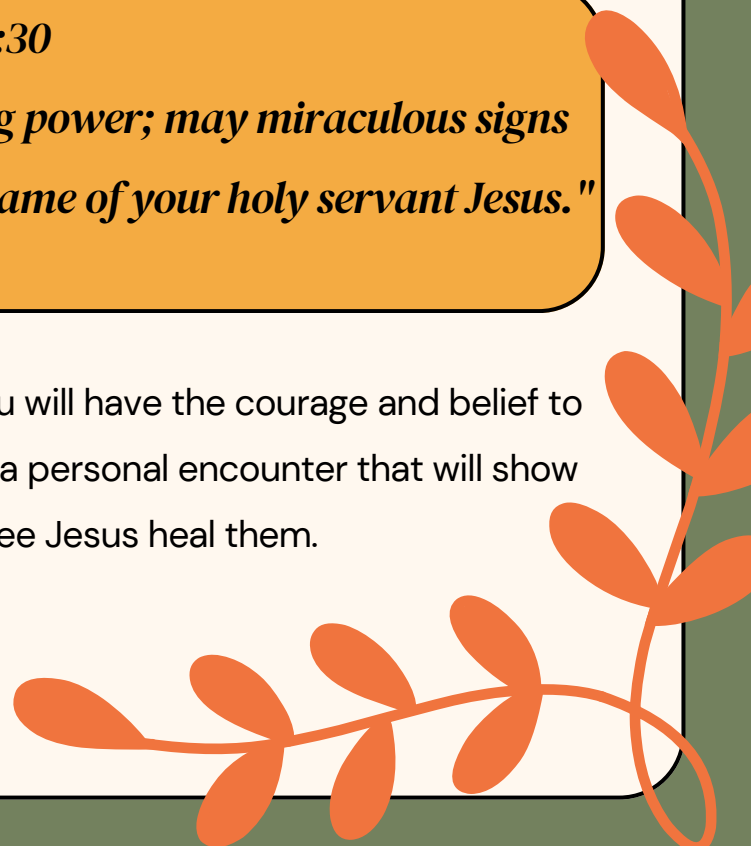 :30
g power; may miraculous signs
ame of your holy servant Jesus."
u will have the courage and belief to
a personal encounter that will show
ee Jesus heal them.